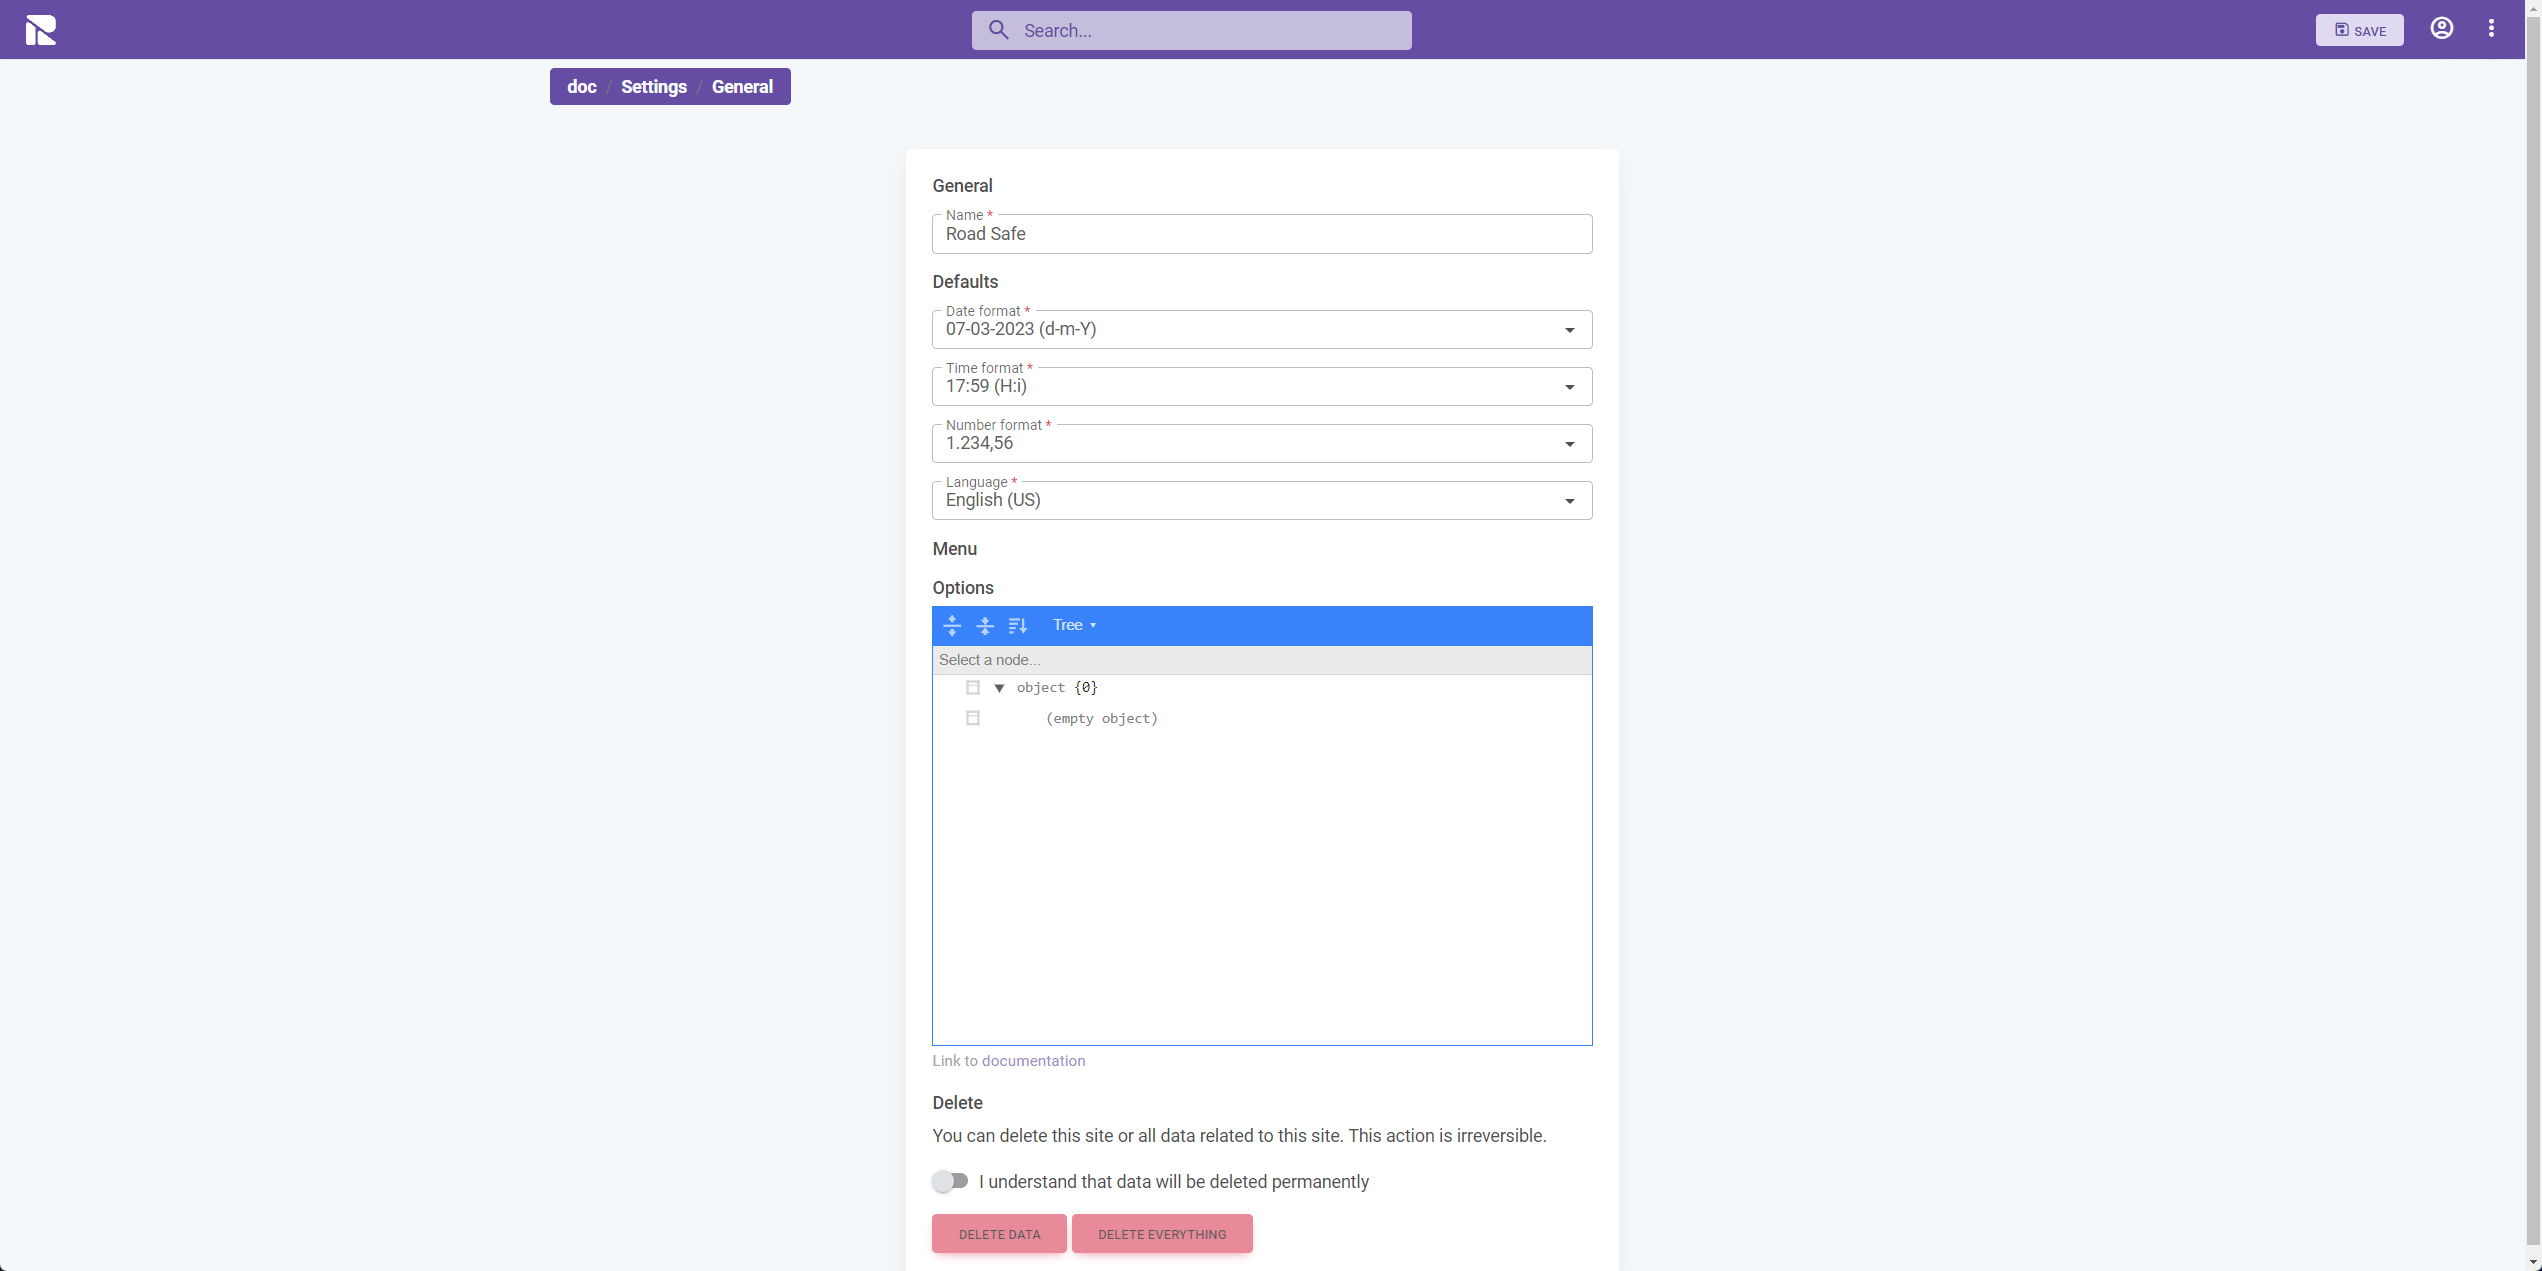 Search...
SAVE
doc / Settings / General
General
Name *
Road Safe
Defaults
Date format *
07-03-2023 (d-m-Y)
Time format *
17:59 (H:i)
Number format *
1.234,56
Language *
English (US)
Menu
Options
Tree
Select a node...
object {0}
(empty object)
Link to documentation
Delete
You can delete this site or all data related to this site. This action is irreversible.
I understand that data will be deleted permanently
DELETE DATA DELETE EVERYTHING